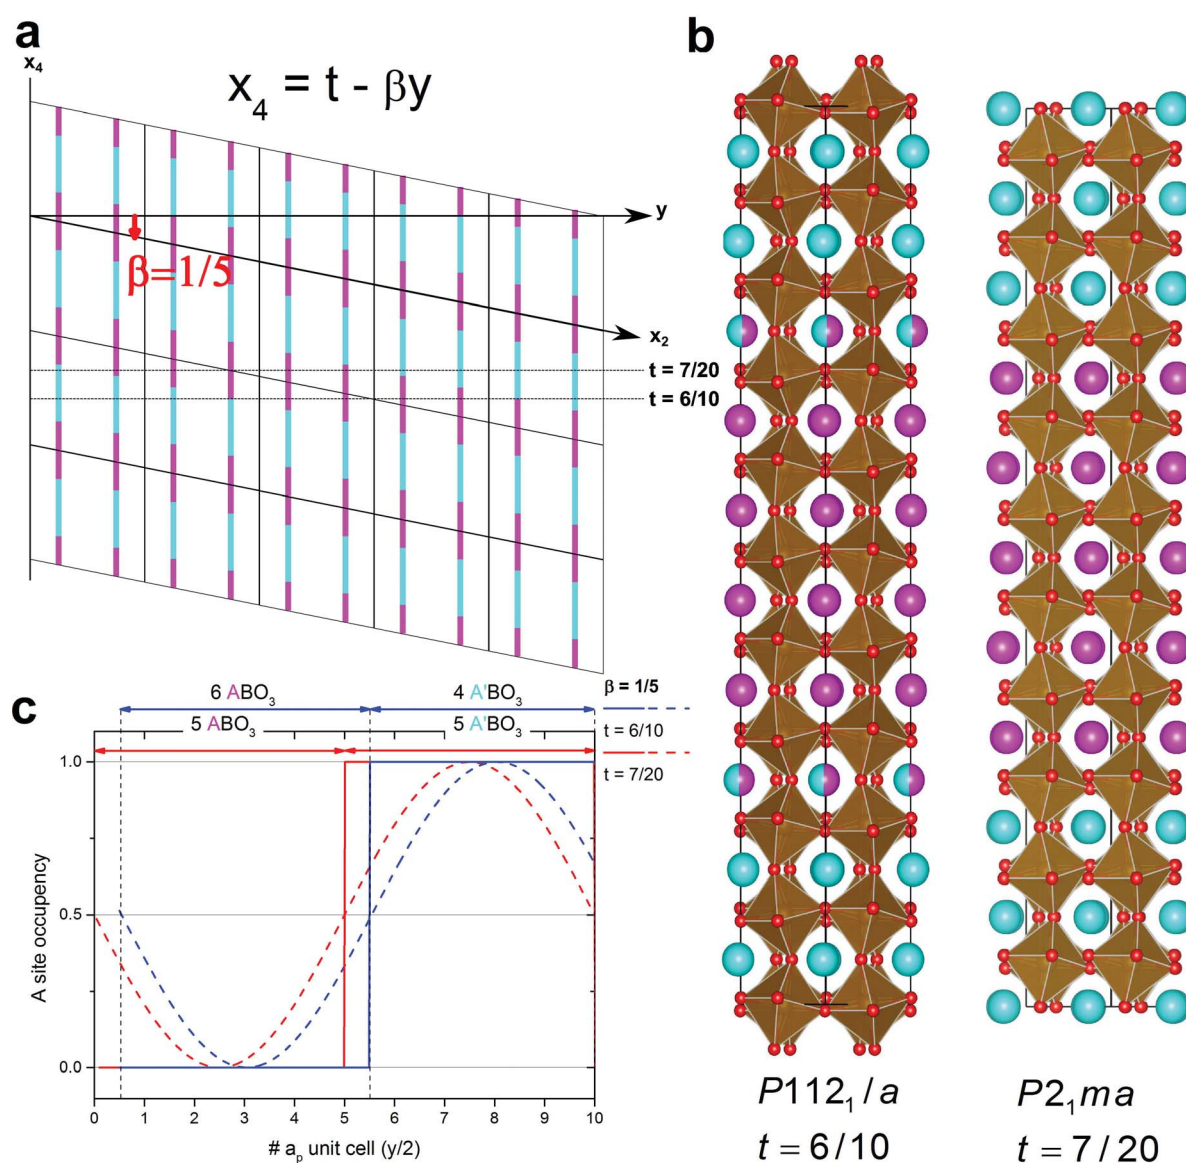 a
x₄
x₄ = t - βy
y
β=1/5
x₂
t = 7/20
t = 6/10
b
P112₁/a
t = 6/10
P2₁ma
t = 7/20
c
6 ABO₃
4 A'BO₃
β = 1/5
5 ABO₃
5 A'BO₃
t = 6/10
t = 7/20
1.0
0.5
0.0
A site occupancy
0 1 2 3 4 5 6 7 8 9 10
# aₚ unit cell (y/2)